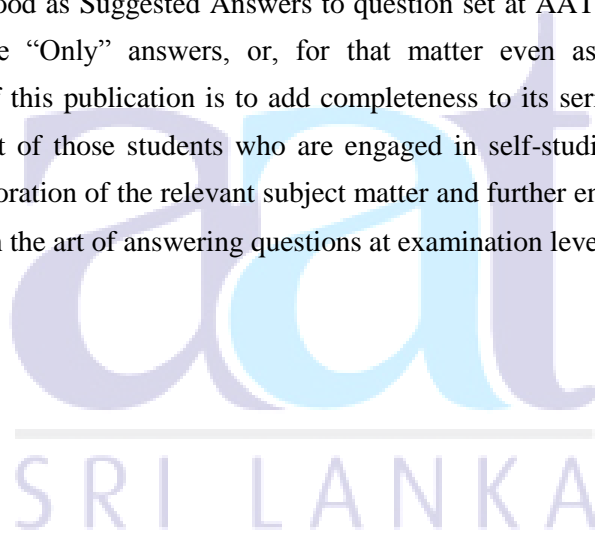 ood as Suggested Answers to question set at AAT
e “Only” answers, or, for that matter even as
f this publication is to add completeness to its seri
t of those students who are engaged in self-studi
oration of the relevant subject matter and further en
n the art of answering questions at examination leve
aat
SRI LANKA